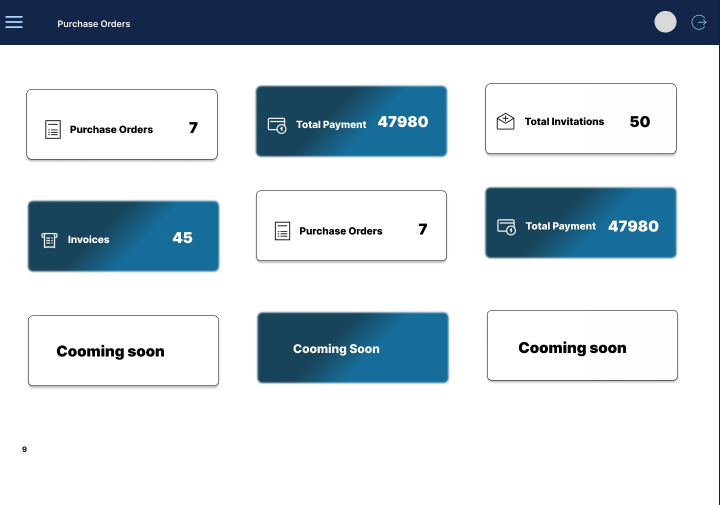 Purchase Orders
Purchase Orders 7
Total Payment 47980
Total Invitations 50
Invoices 45
Purchase Orders 7
Total Payment 47980
Cooming soon
Cooming Soon
Cooming soon
9